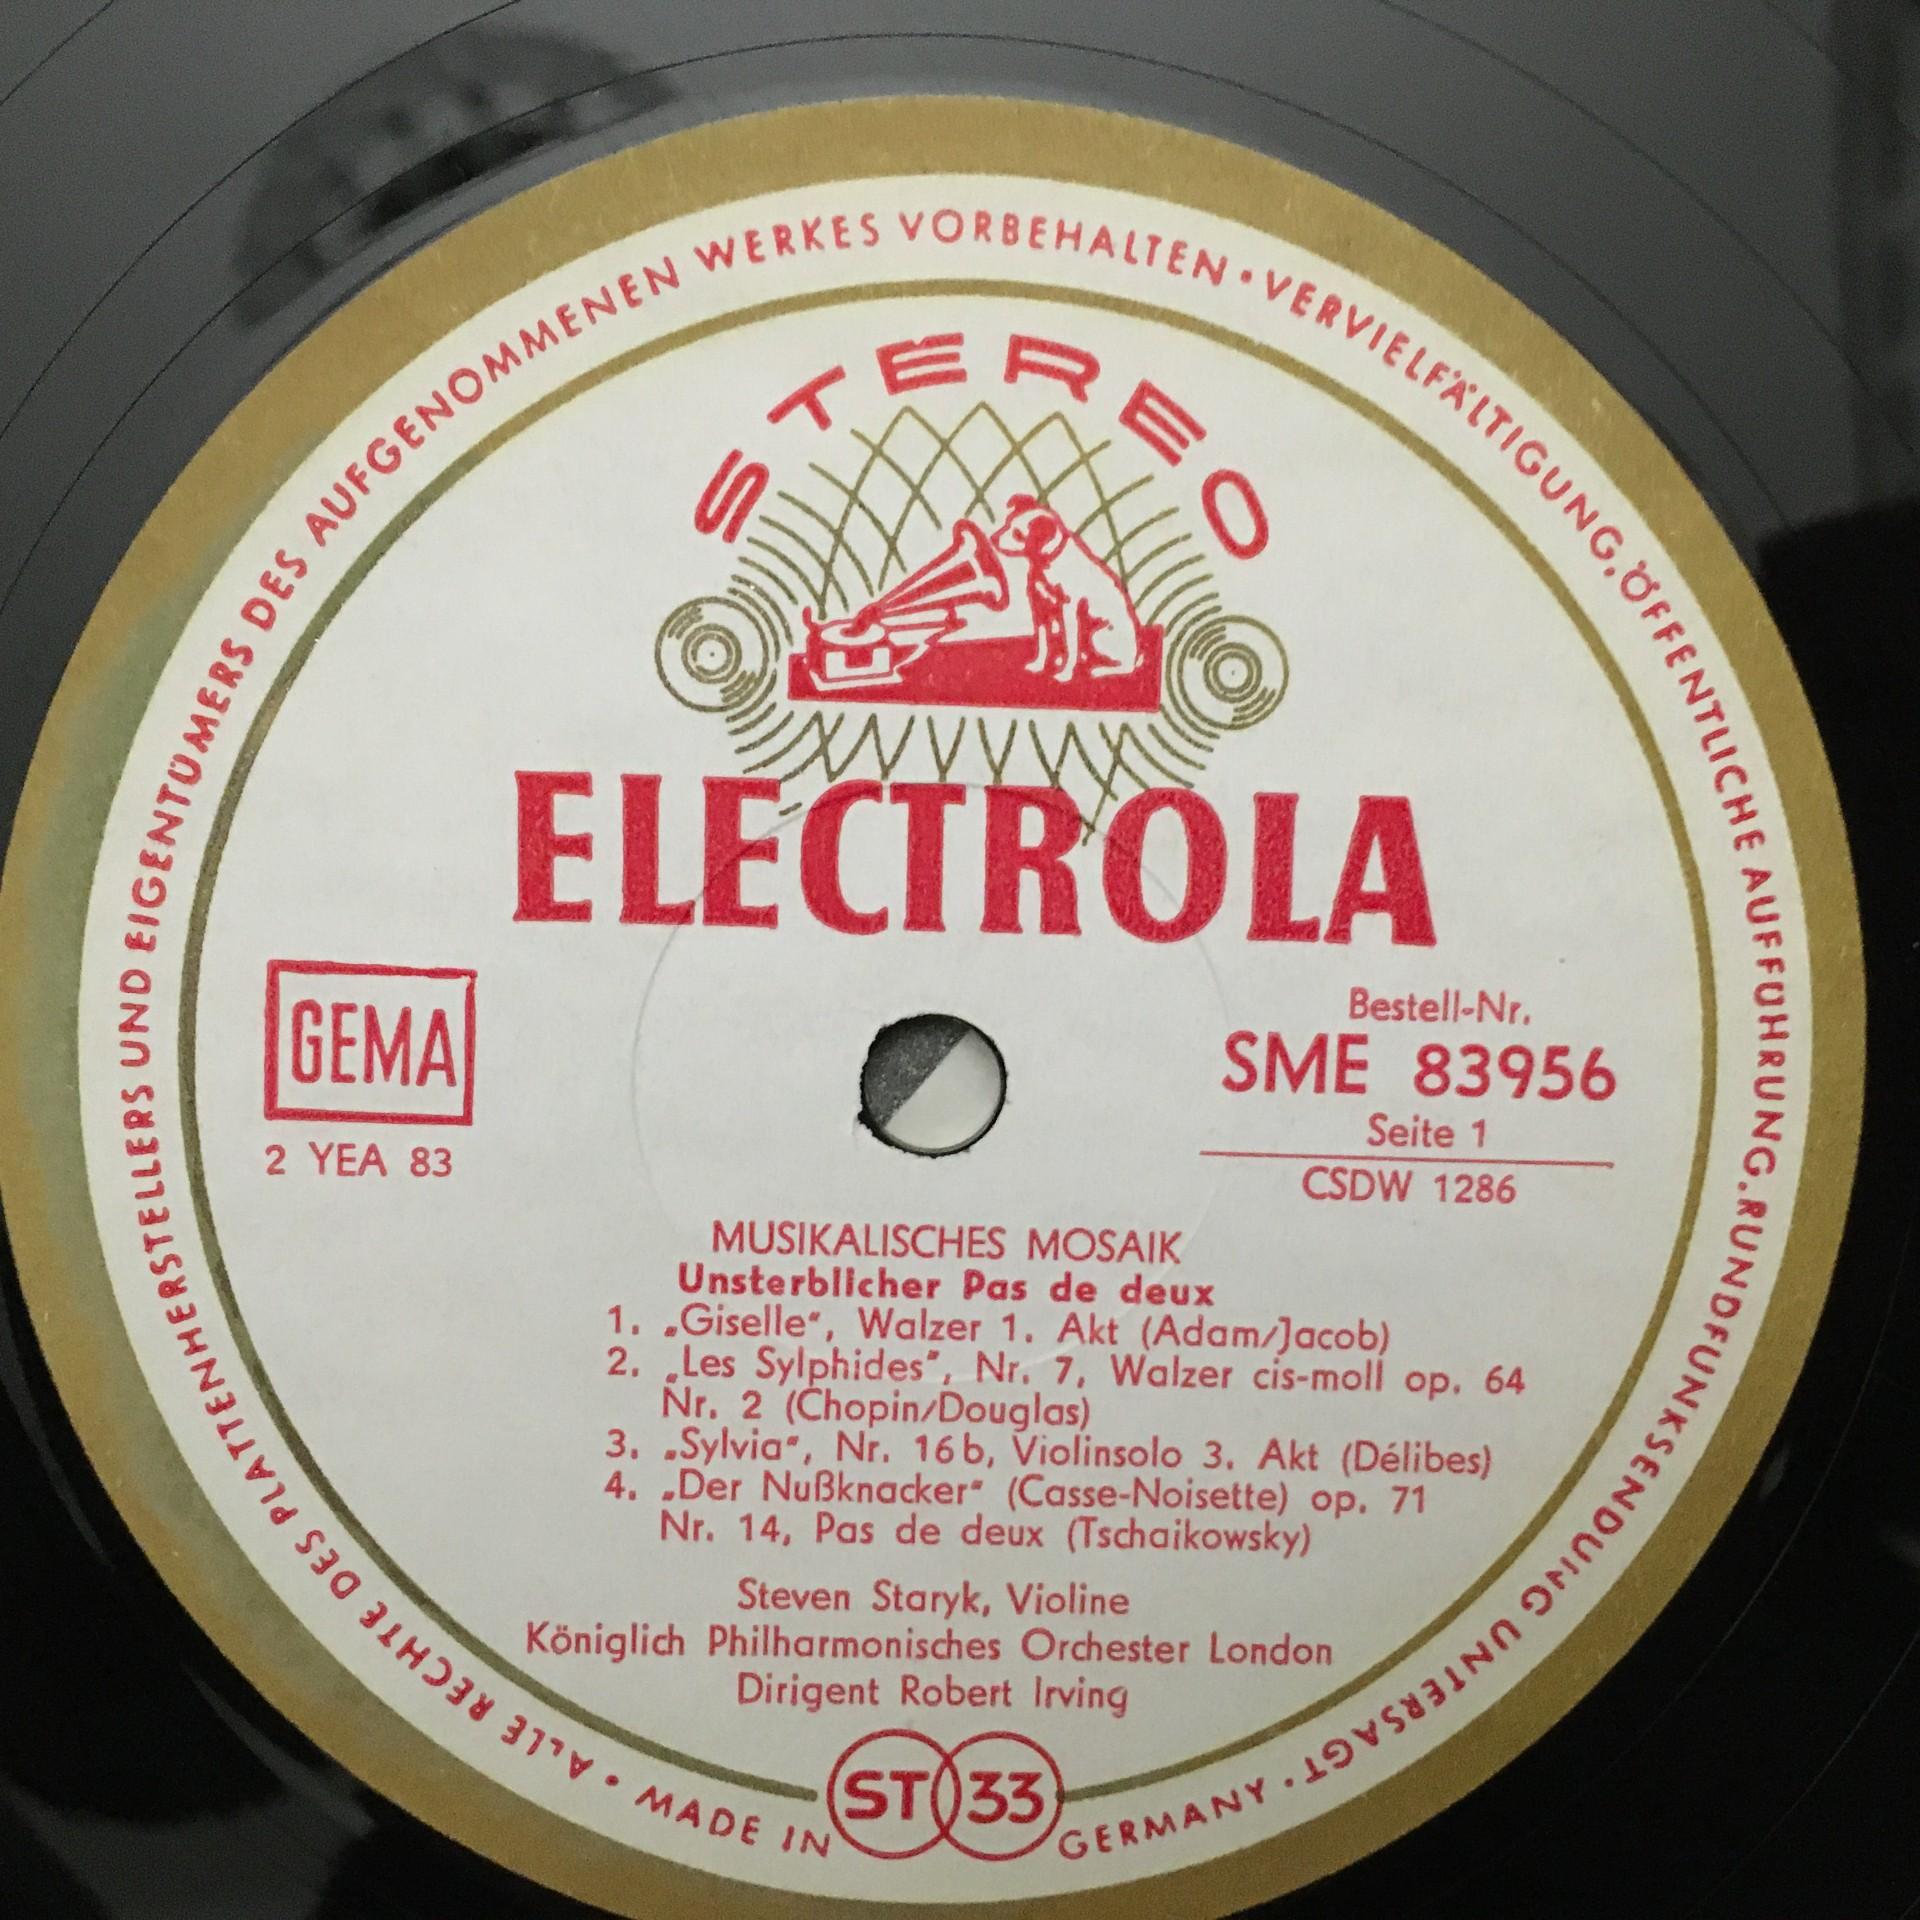 ALLE RECHTE DES PLATTENHERSTELLERS UND EIGENTÜMERS DES AUFGENOMMENEN WERKES VORBEHALTEN • VERVIELFÄLTIGUNG, ÖFFENTLICHE AUFFÜHRUNG, RUNDFUNKSENDUNG UNTERSAGT •
STEREO
ELECTROLA
GEMA
2 YEA 83
Bestell-Nr.
SME 83956
Seite 1
CSDW 1286
MUSIKALISCHES MOSAIK
Unsterblicher Pas de deux
1. „Giselle", Walzer 1. Akt (Adam/Jacob)
2. „Les Sylphides", Nr. 7, Walzer cis-moll op. 64
Nr. 2 (Chopin/Douglas)
3. „Sylvia", Nr. 16b, Violinsolo 3. Akt (Délibes)
4. „Der Nußknacker" (Casse-Noisette) op. 71
Nr. 14, Pas de deux (Tschaikowsky)
Steven Staryk, Violine
Königlich Philharmonisches Orchester London
Dirigent Robert Irving
ST 33
MADE IN GERMANY •